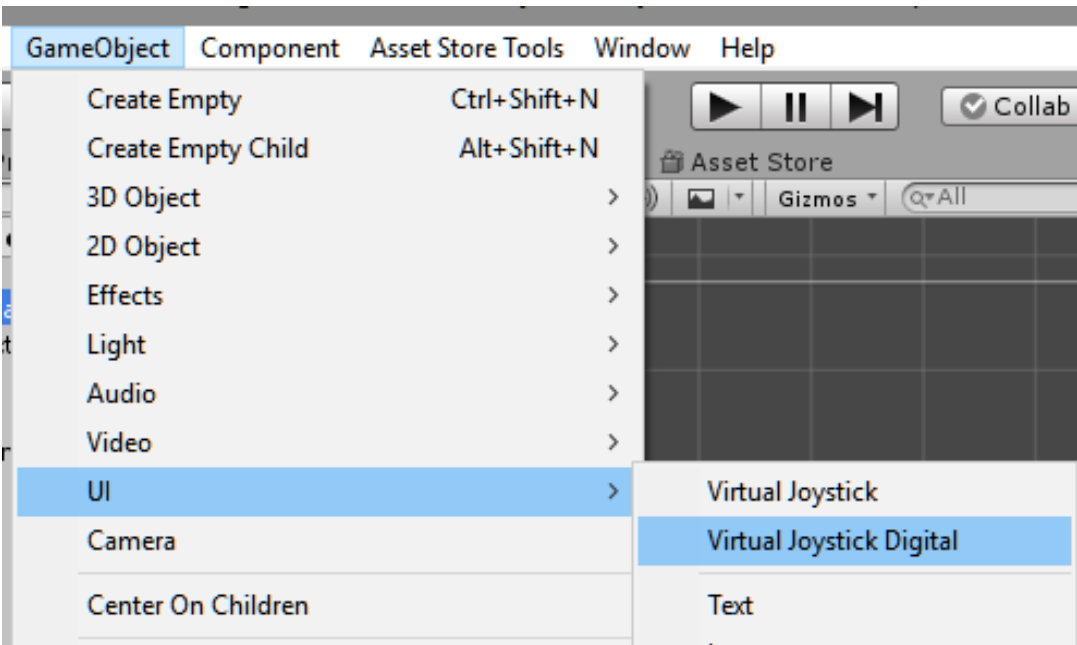 GameObject Component Asset Store Tools Window Help
Create Empty Ctrl+Shift+N
Collab
Create Empty Child Alt+Shift+N
Asset Store
3D Object
Gizmos All
2D Object
Effects
Light
Audio
Video
UI
Virtual Joystick
Camera
Virtual Joystick Digital
Center On Children
Text